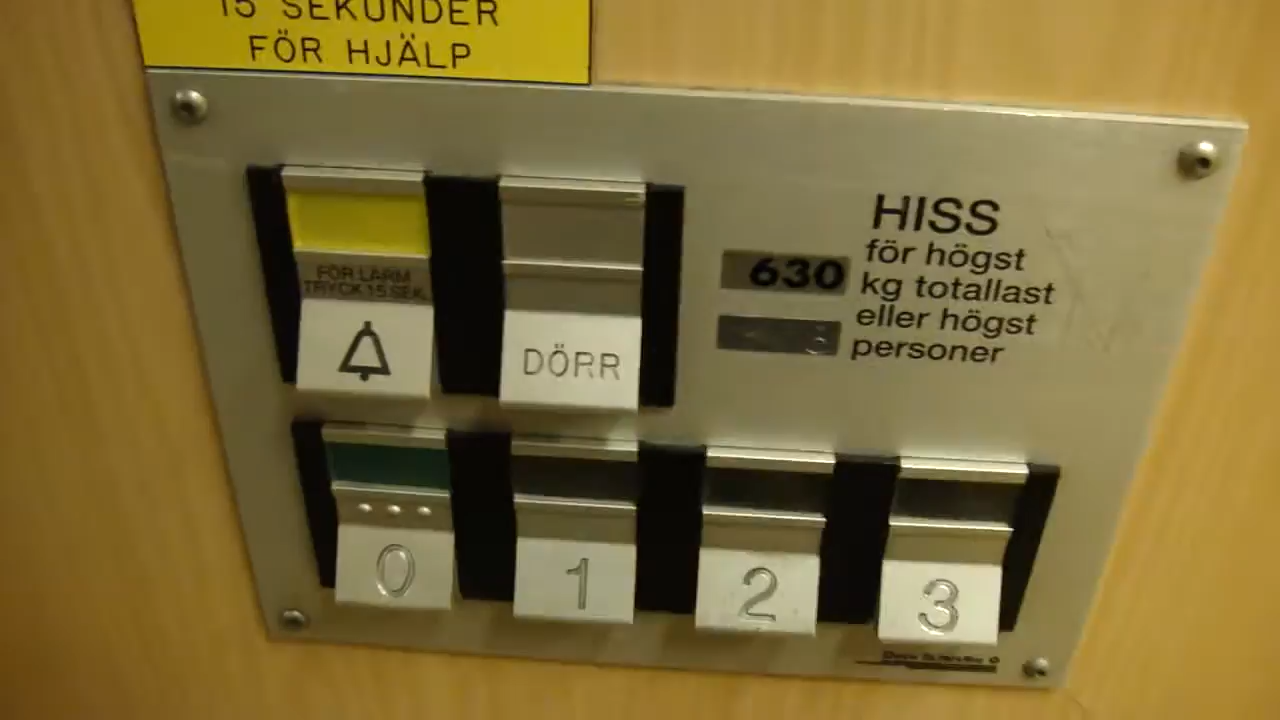 15 SEKUNDER
FÖR HJÄLP
FÖR LARM
TRYCK 15 SEK.
DÖRR
HISS
för högst
630 kg totallast
eller högst
8 personer
0
1
2
3